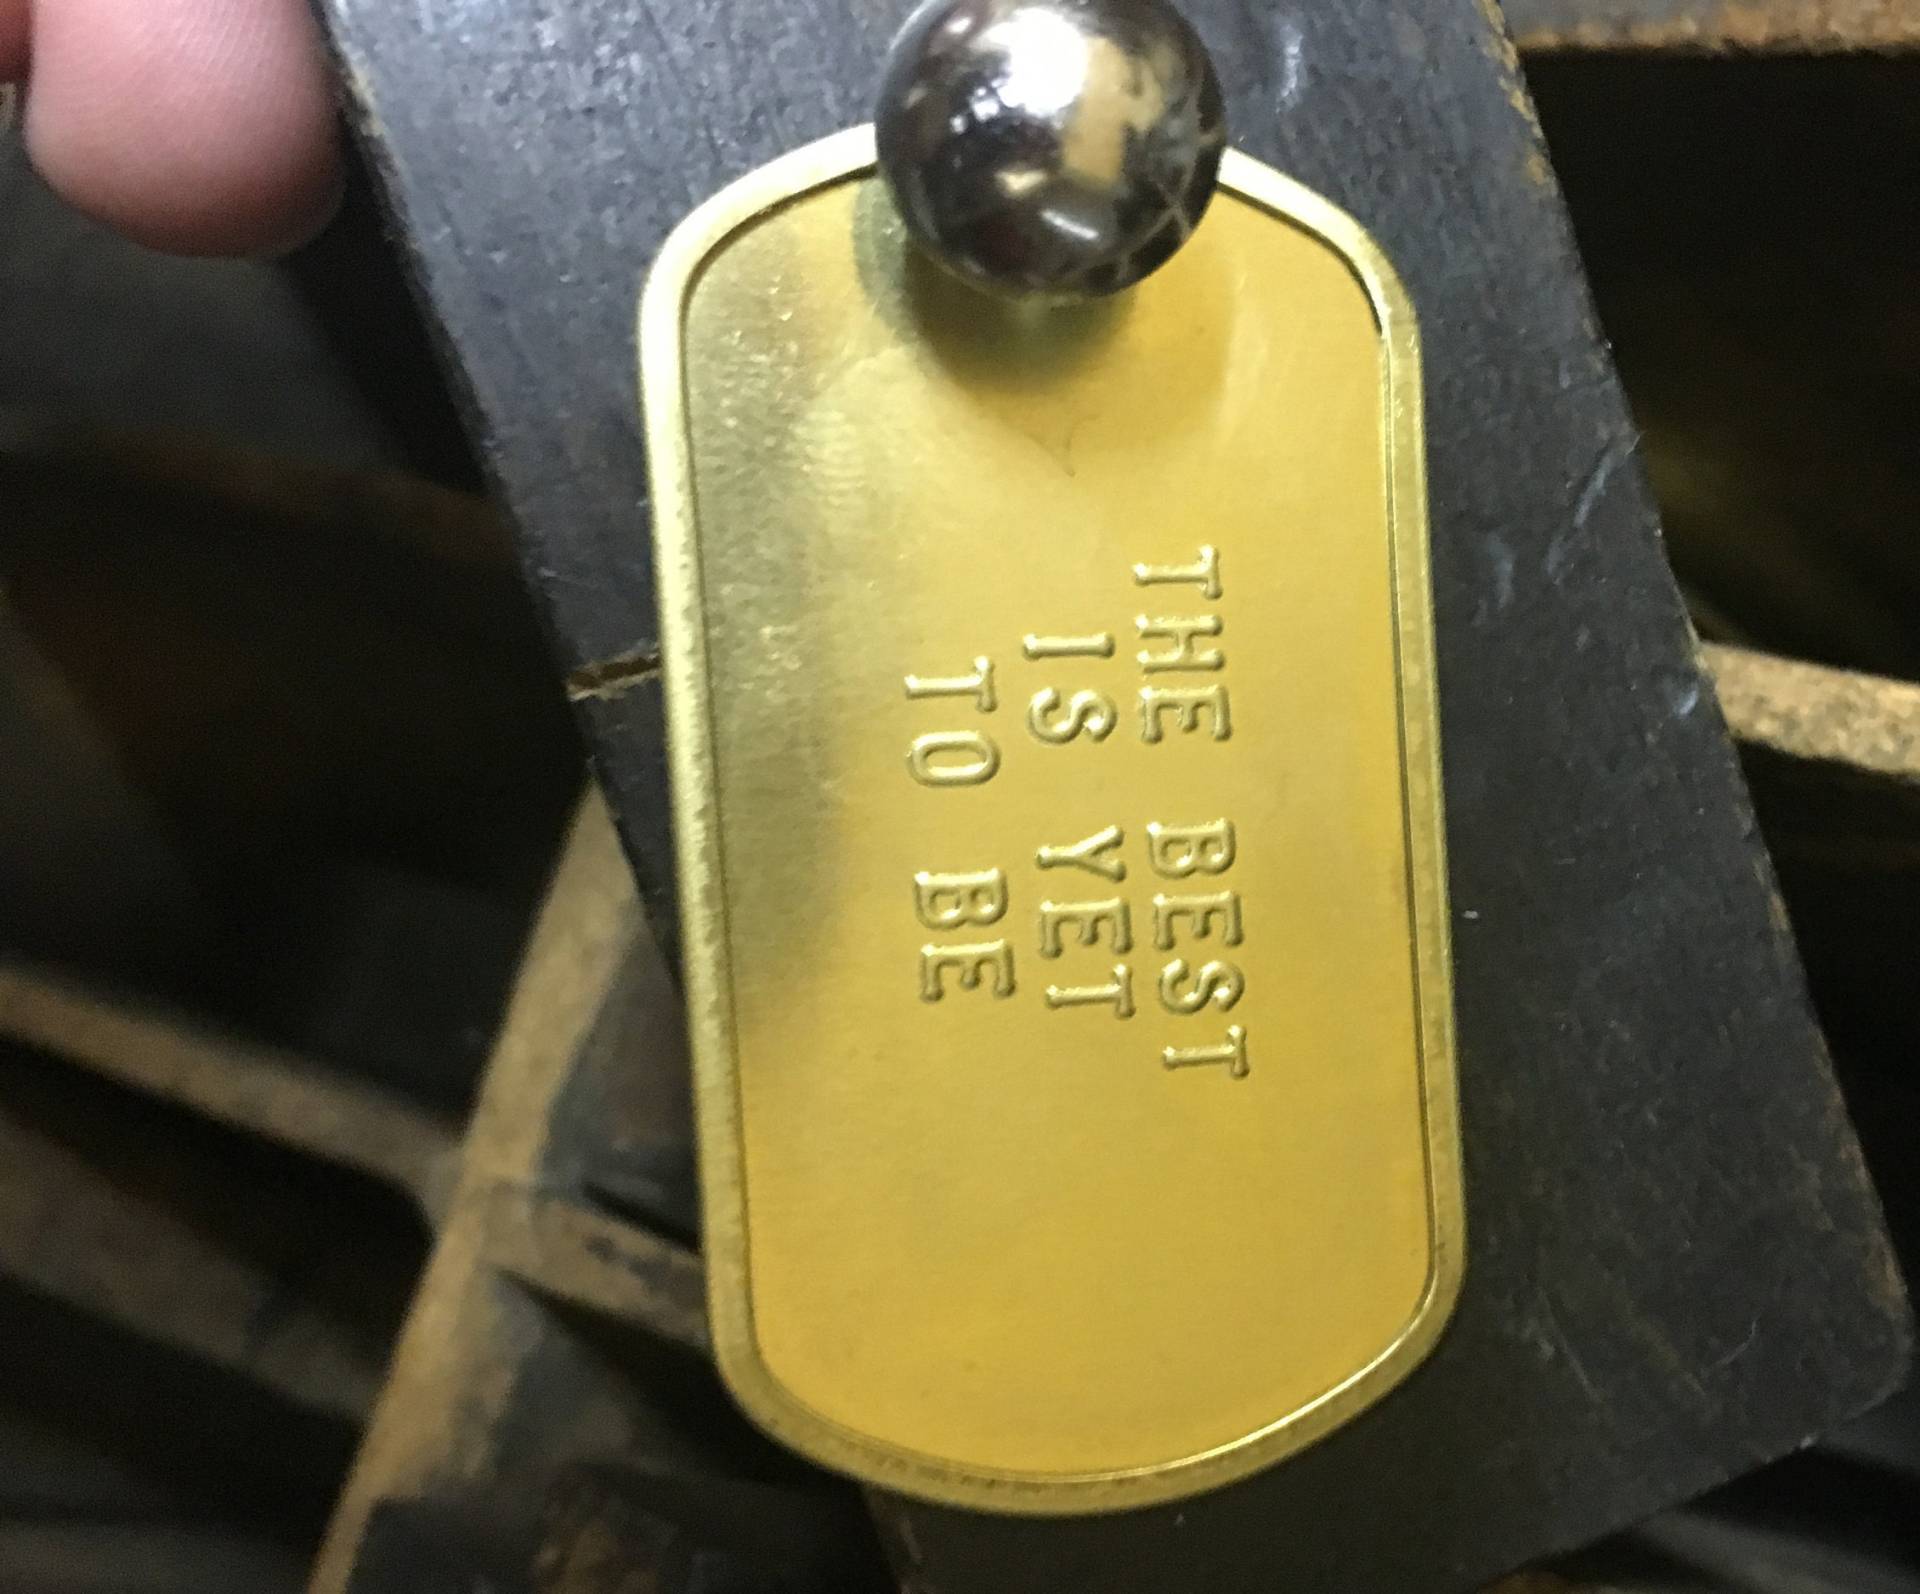 THE BEST
IS YET
TO BE